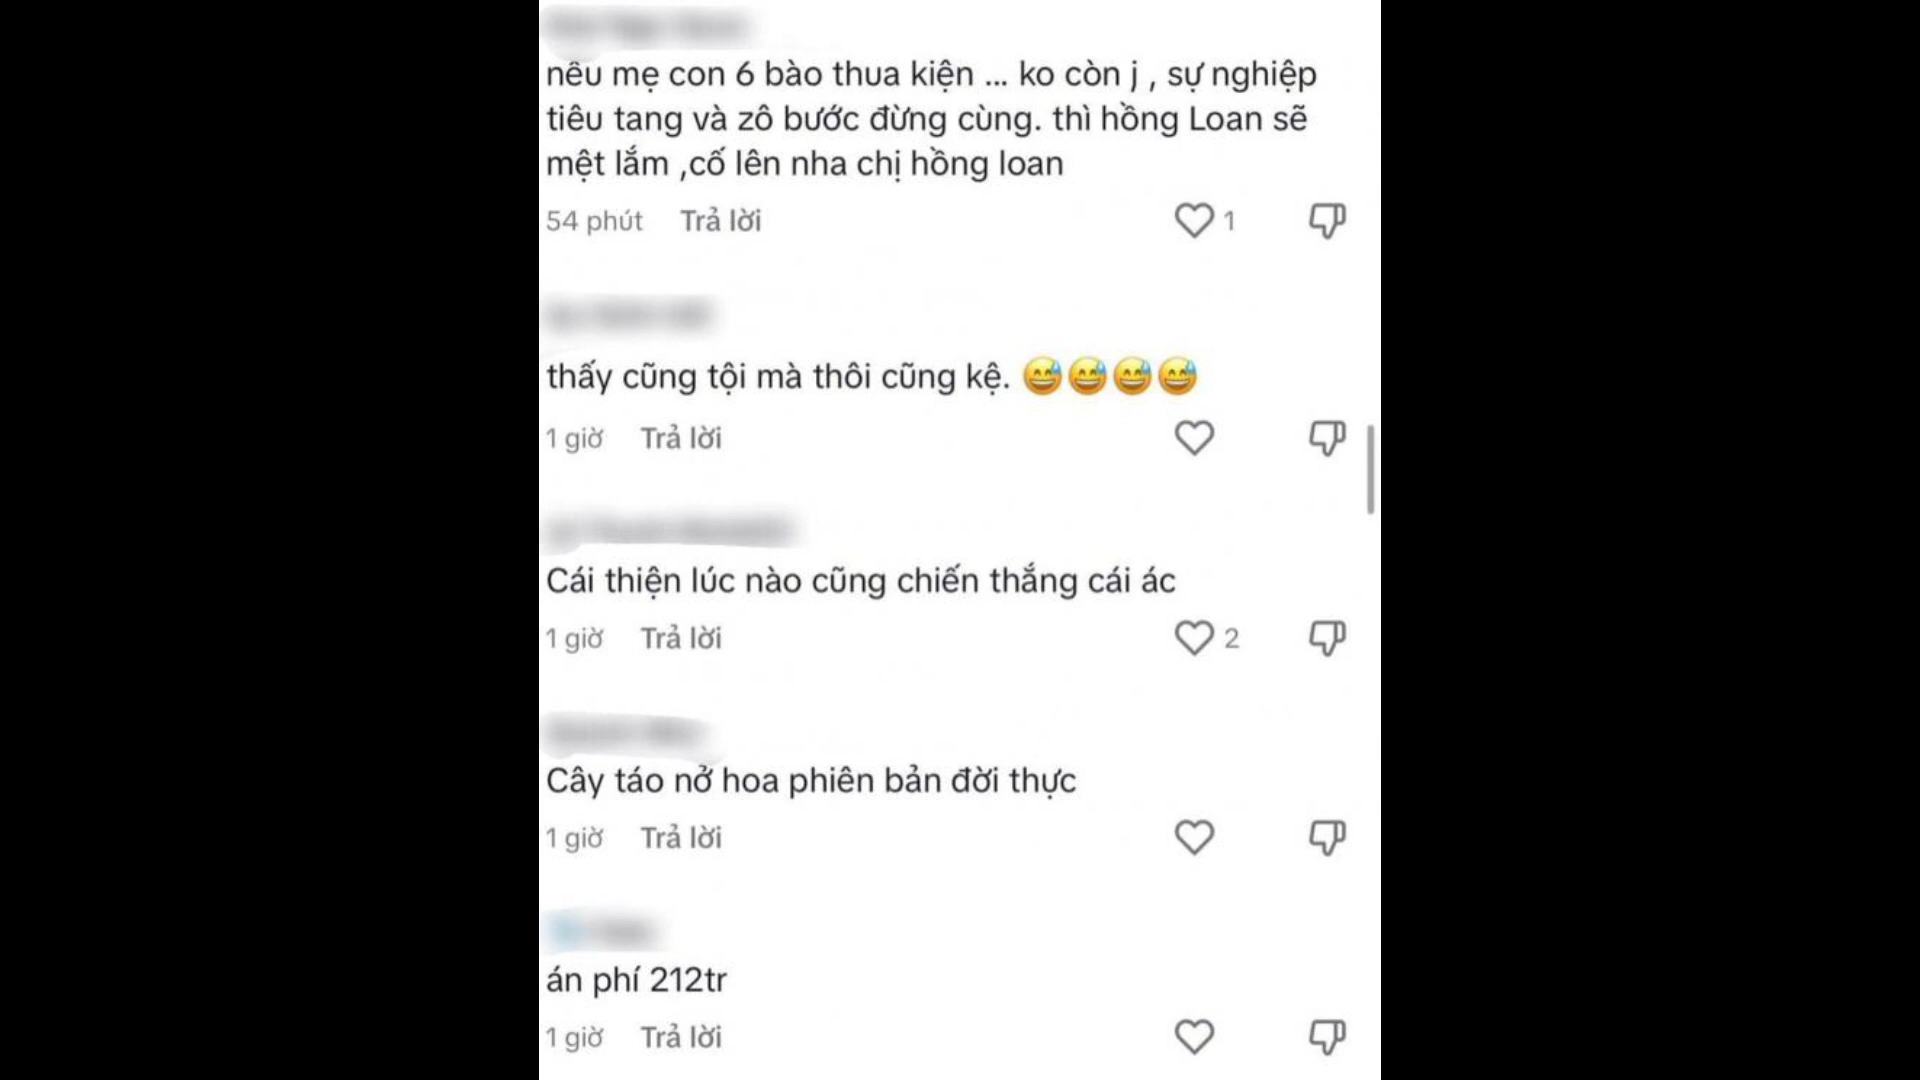 nếu mẹ con 6 bào thua kiện ... ko còn j , sự nghiệp
tiêu tang và zô bước đừng cùng. thì hồng Loan sẽ
mệt lắm ,cố lên nha chị hồng loan
54 phút Trả lời 1
thấy cũng tội mà thôi cũng kệ. 😅😅😅😅
1 giờ Trả lời
Cái thiện lúc nào cũng chiến thắng cái ác
1 giờ Trả lời 2
Cây táo nở hoa phiên bản đời thực
1 giờ Trả lời
án phí 212tr
1 giờ Trả lời